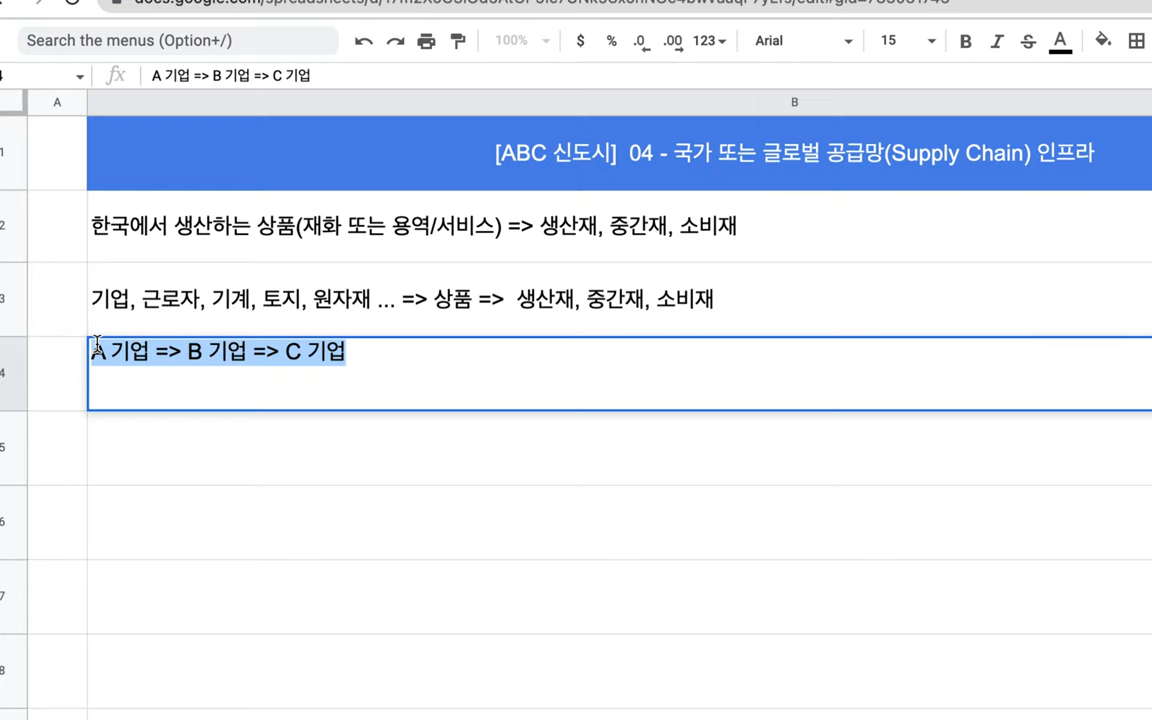 Search the menus (Option+/)
100%
$ % .0 .00 123
Arial
15
B I S A
fx A 기업 => B 기업 => C 기업
A B
1 [ABC 신도시]  04 - 국가 또는 글로벌 공급망(Supply Chain) 인프라
2 한국에서 생산하는 상품(재화 또는 용역/서비스) => 생산재, 중간재, 소비재
3 기업, 근로자, 기계, 토지, 원자재 ... => 상품 =>  생산재, 중간재, 소비재
4 A 기업 => B 기업 => C 기업
5
6
7
8